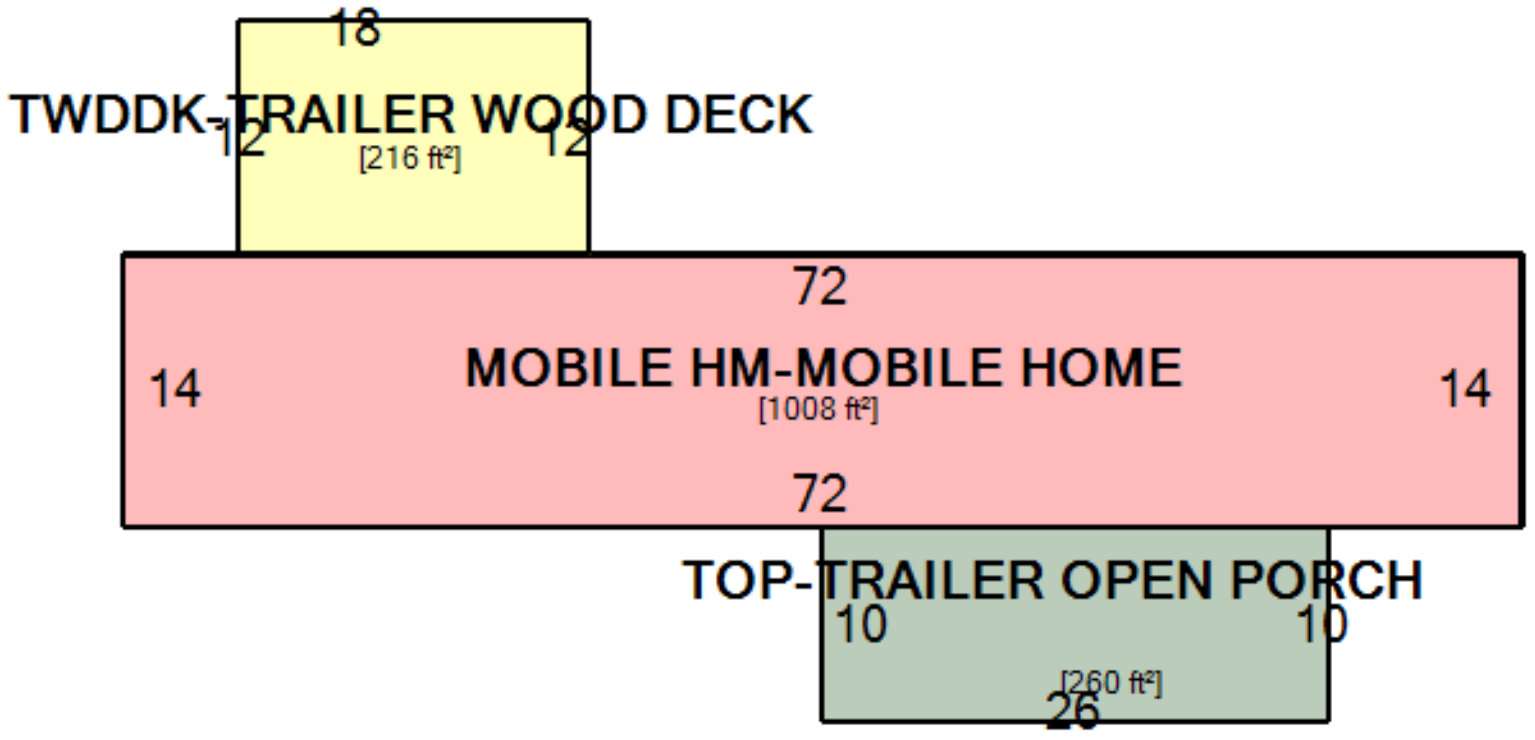 18
TWDDK-TRAILER WOOD DECK
12 12
[216 ft²]
72
MOBILE HM-MOBILE HOME
14 14
[1008 ft²]
72
TOP-TRAILER OPEN PORCH
10 10
[260 ft²]
26